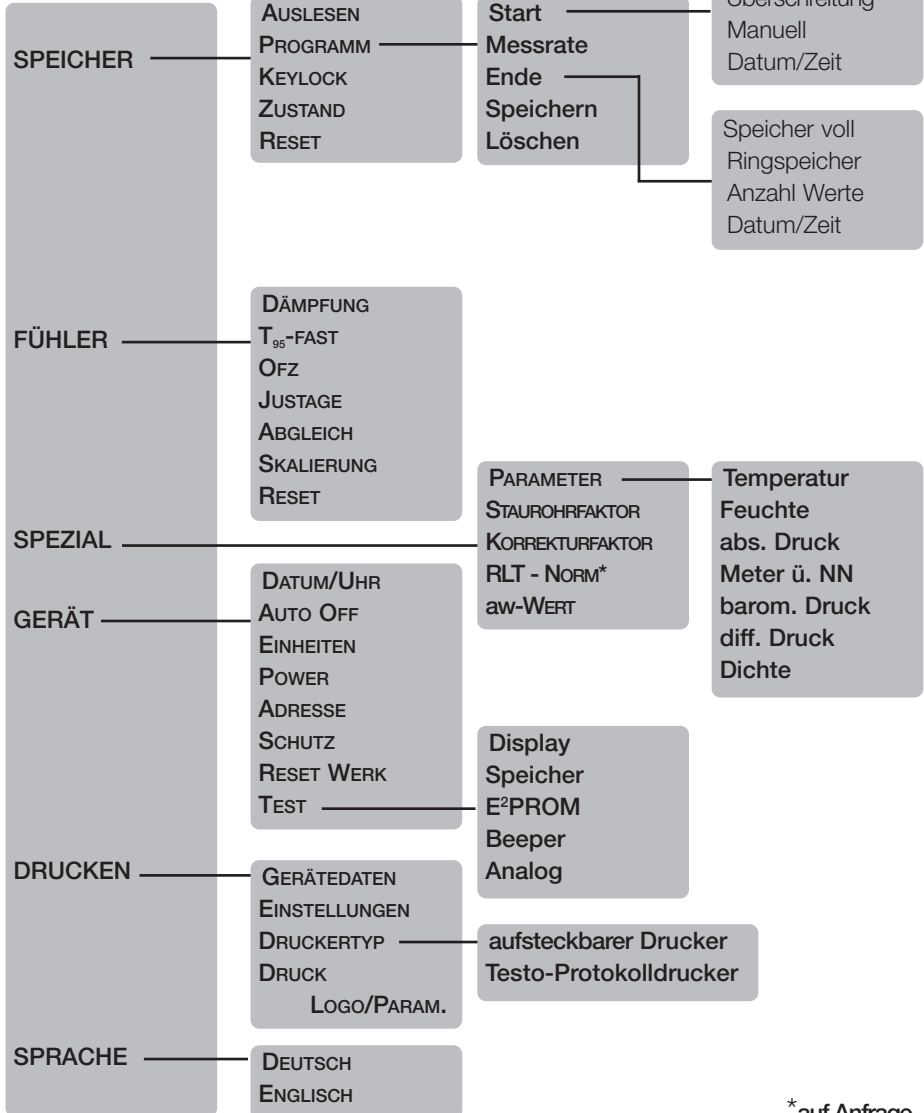 SPEICHER
AUSLESEN
PROGRAMM
KEYLOCK
ZUSTAND
RESET
Start
Messrate
Ende
Speichern
Löschen
Überschreitung
Manuell
Datum/Zeit
Speicher voll
Ringspeicher
Anzahl Werte
Datum/Zeit
FÜHLER
DÄMPFUNG
T₉₅-FAST
OFZ
JUSTAGE
ABGLEICH
SKALIERUNG
RESET
SPEZIAL
PARAMETER
STAUROHRFAKTOR
KORREKTURFAKTOR
RLT - NORM*
aw-WERT
Temperatur
Feuchte
abs. Druck
Meter ü. NN
barom. Druck
diff. Druck
Dichte
GERÄT
DATUM/UHR
AUTO OFF
EINHEITEN
POWER
ADRESSE
SCHUTZ
RESET WERK
TEST
Display
Speicher
E²PROM
Beeper
Analog
DRUCKEN
GERÄTEDATEN
EINSTELLUNGEN
DRUCKERTYP
DRUCK
LOGO/PARAM.
aufsteckbarer Drucker
Testo-Protokolldrucker
SPRACHE
DEUTSCH
ENGLISCH
*auf Anfrage